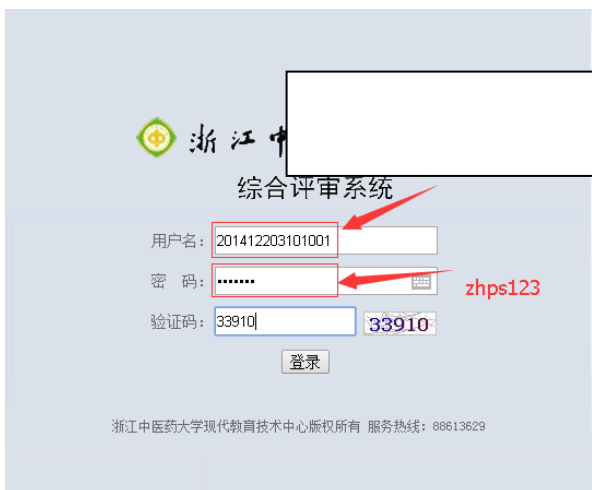 浙江中
综合评审系统
用户名： 201412203101001
密 码： •••••••
zhps123
验证码： 33910 33910
登录
浙江中医药大学现代教育技术中心版权所有 服务热线：88613629